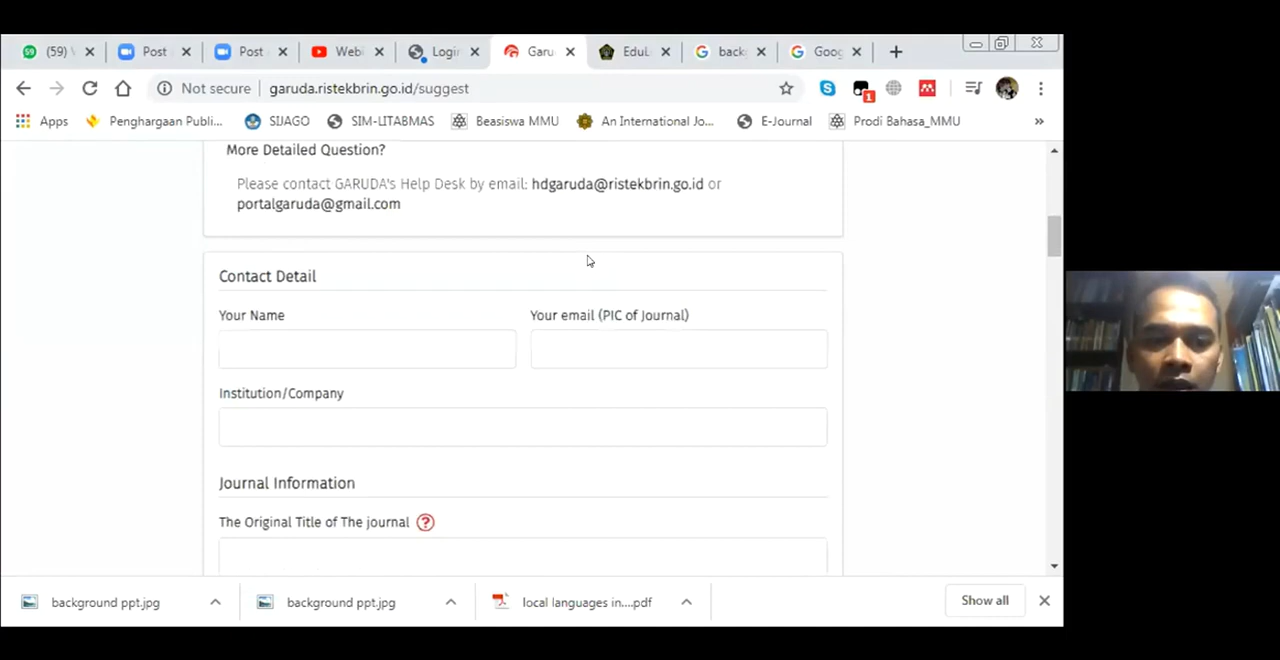 (59)
Post
Post
Web
Login
Garu
EduL
back
Goog
Not secure
garuda.ristekbrin.go.id/suggest
1
Apps
Penghargaan Publi...
SIJAGO
SIM-LITABMAS
Beasiswa MMU
An International Jo...
E-Journal
Prodi Bahasa_MMU
»
More Detailed Question?
Please contact GARUDA's Help Desk by email: hdgaruda@ristekbrin.go.id or
portalgaruda@gmail.com
Contact Detail
Your Name
Your email (PIC of Journal)
Institution/Company
Journal Information
The Original Title of The journal ?
background ppt.jpg
background ppt.jpg
local languages in....pdf
Show all